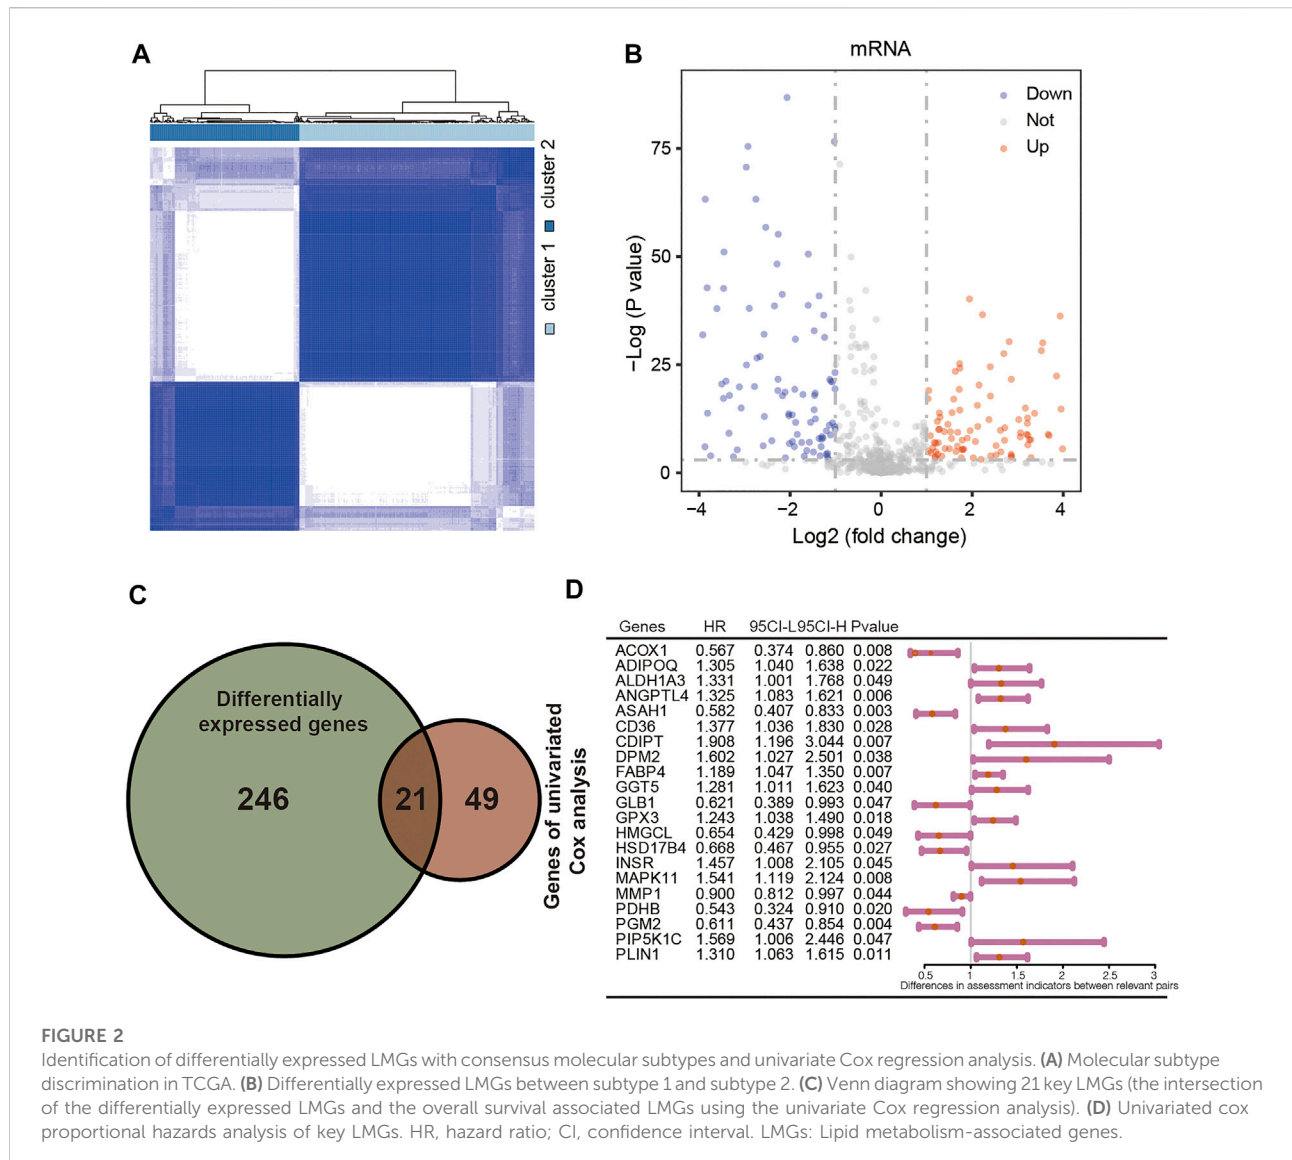 A
cluster 1 cluster 2
B
mRNA
Down
Not
Up
75
50
25
0
−Log (P value)
−4 −2 0 2 4
Log2 (fold change)
C
Differentially
expressed genes
246 21 49
Genes of univariated
Cox analysis
D
Genes HR 95CI-L 95CI-H Pvalue
ACOX1 0.567 0.374 0.860 0.008
ADIPOQ 1.305 1.040 1.638 0.022
ALDH1A3 1.331 1.001 1.768 0.049
ANGPTL4 1.325 1.083 1.621 0.006
ASAH1 0.582 0.407 0.833 0.003
CD36 1.377 1.036 1.830 0.028
CDIPT 1.908 1.196 3.044 0.007
DPM2 1.602 1.027 2.501 0.038
FABP4 1.189 1.047 1.350 0.007
GGT5 1.281 1.011 1.623 0.040
GLB1 0.621 0.389 0.993 0.047
GPX3 1.243 1.038 1.490 0.018
HMGCL 0.654 0.429 0.998 0.049
HSD17B4 0.668 0.467 0.955 0.027
INSR 1.457 1.008 2.105 0.045
MAPK11 1.541 1.119 2.124 0.008
MMP1 0.900 0.812 0.997 0.044
PDHB 0.543 0.324 0.910 0.020
PGM2 0.611 0.437 0.854 0.004
PIP5K1C 1.569 1.006 2.446 0.047
PLIN1 1.310 1.063 1.615 0.011
0.5 1 1.5 2 2.5 3
Differences in assessment indicators between relevant pairs
FIGURE 2
Identification of differentially expressed LMGs with consensus molecular subtypes and univariate Cox regression analysis. (A) Molecular subtype
discrimination in TCGA. (B) Differentially expressed LMGs between subtype 1 and subtype 2. (C) Venn diagram showing 21 key LMGs (the intersection
of the differentially expressed LMGs and the overall survival associated LMGs using the univariate Cox regression analysis). (D) Univariated cox
proportional hazards analysis of key LMGs. HR, hazard ratio; CI, confidence interval. LMGs: Lipid metabolism-associated genes.